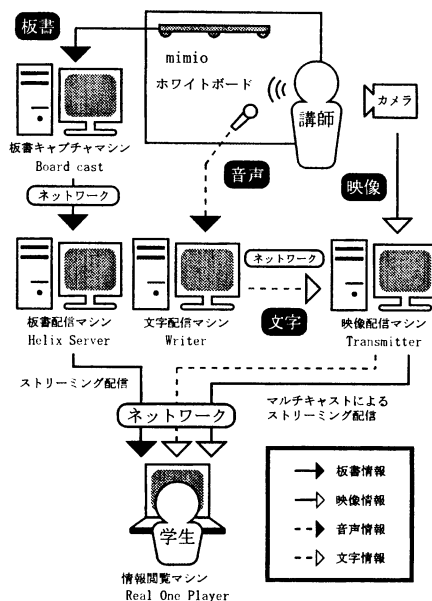 板書
mimio
ホワイトボード
講師
カメラ
板書キャプチャマシン
Board cast
音声
映像
ネットワーク
ネットワーク
文字
板書配信マシン
Helix Server
文字配信マシン
Writer
映像配信マシン
Transmitter
ストリーミング配信
マルチキャストによる
ストリーミング配信
ネットワーク
学生
板書情報
映像情報
音声情報
文字情報
情報閲覧マシン
Real One Player